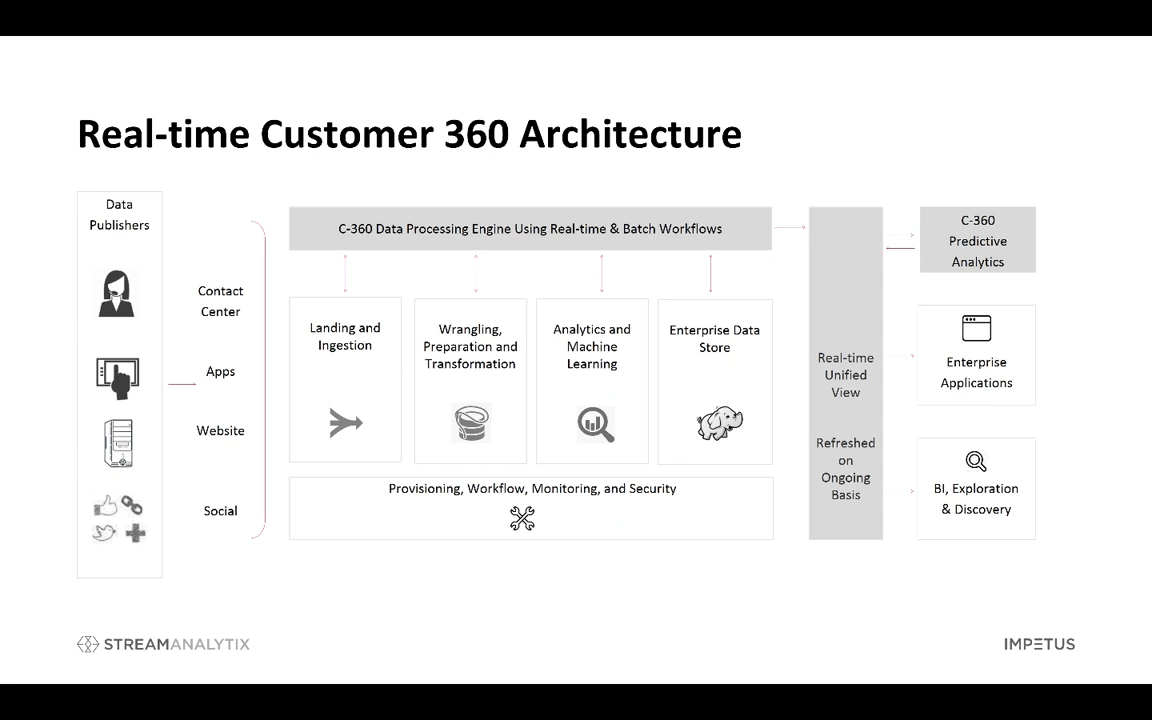 Real-time Customer 360 Architecture
Data
Publishers
Contact
Center
Apps
Website
Social
C-360 Data Processing Engine Using Real-time & Batch Workflows
Landing and
Ingestion
Wrangling,
Preparation and
Transformation
Analytics and
Machine
Learning
Enterprise Data
Store
Provisioning, Workflow, Monitoring, and Security
Real-time
Unified
View
Refreshed
on
Ongoing
Basis
C-360
Predictive
Analytics
Enterprise
Applications
BI, Exploration
& Discovery
STREAMANALYTIX
IMPETUS